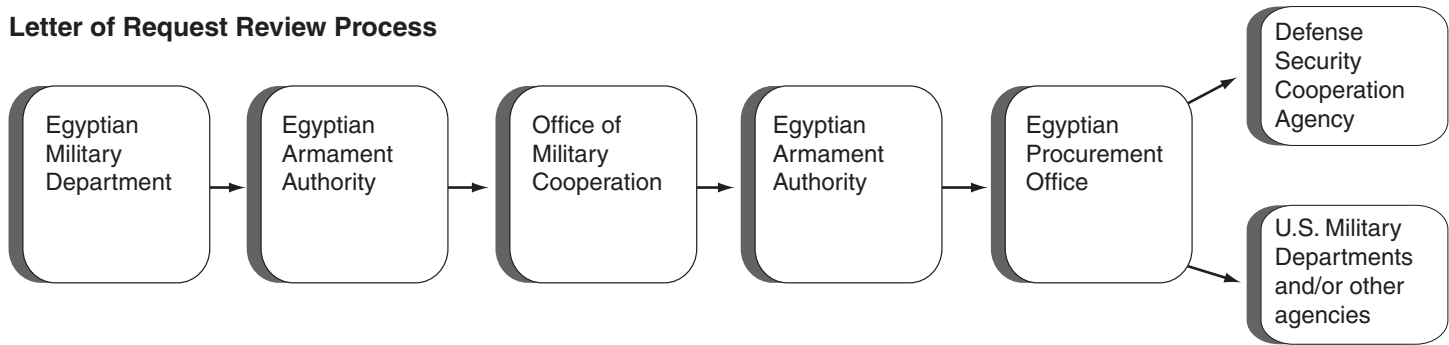 Letter of Request Review Process
Egyptian
Military
Department
Egyptian
Armament
Authority
Office of
Military
Cooperation
Egyptian
Armament
Authority
Egyptian
Procurement
Office
Defense
Security
Cooperation
Agency
U.S. Military
Departments
and/or other
agencies